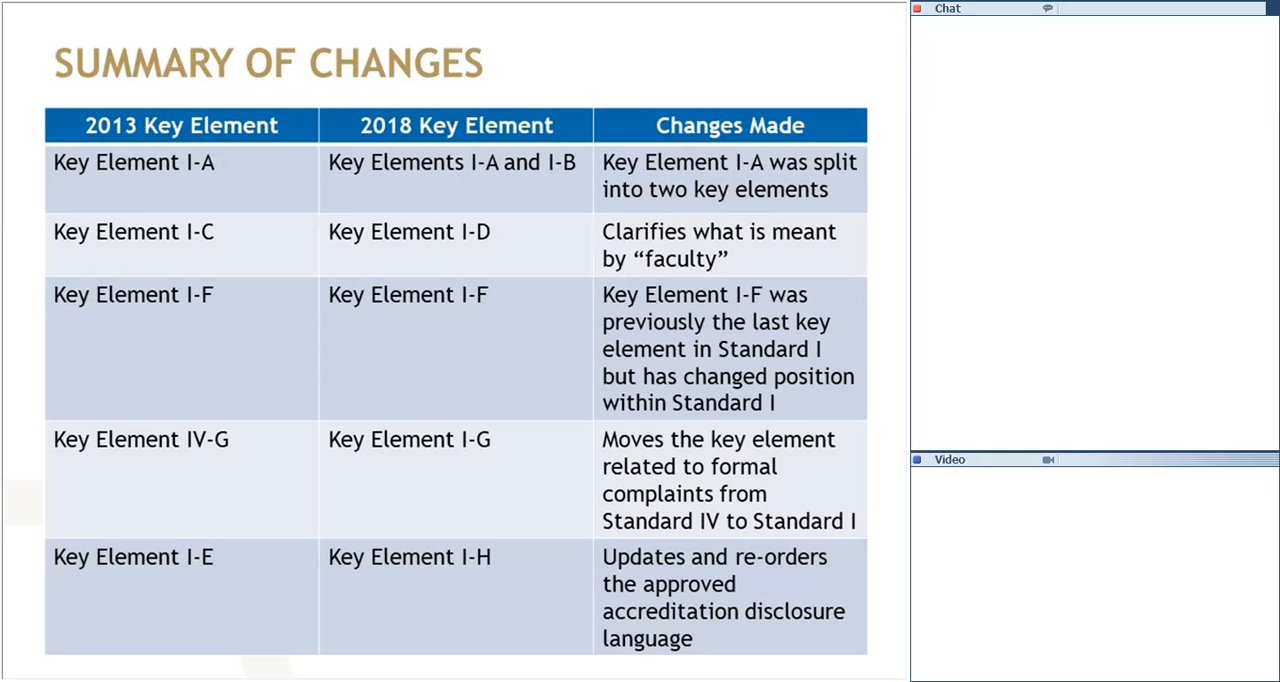 SUMMARY OF CHANGES
2013 Key Element
2018 Key Element
Changes Made
Key Element I-A
Key Elements I-A and I-B
Key Element I-A was split
into two key elements
Key Element I-C
Key Element I-D
Clarifies what is meant
by “faculty”
Key Element I-F
Key Element I-F
Key Element I-F was
previously the last key
element in Standard I
but has changed position
within Standard I
Key Element IV-G
Key Element I-G
Moves the key element
related to formal
complaints from
Standard IV to Standard I
Key Element I-E
Key Element I-H
Updates and re-orders
the approved
accreditation disclosure
language
Chat
Video